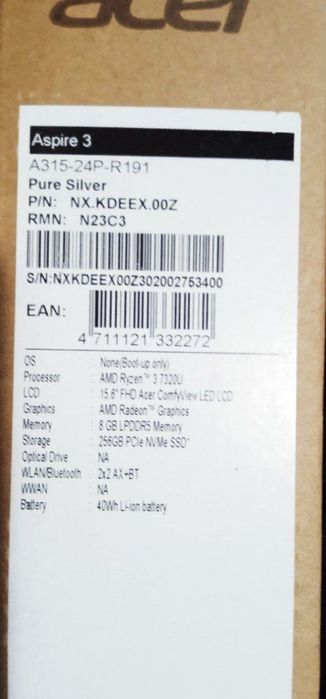 acer
Aspire 3
A315-24P-R191
Pure Silver
P/N: NX.KDEEX.00Z
RMN: N23C3
S/N:NXKDEEX00Z302002753400
EAN:
4 711121 332272
OS : None(Boot-up only)
Processor : AMD Ryzen™ 3 7320U
LCD : 15.6" FHD Acer ComfyView LED LCD
Graphics : AMD Radeon™ Graphics
Memory : 8 GB LPDDR5 Memory
Storage : 256GB PCIe NVMe SSD*
Optical Drive : NA
WLAN/Bluetooth : 2x2 AX+BT
WWAN : NA
Battery : 40Wh Li-ion battery